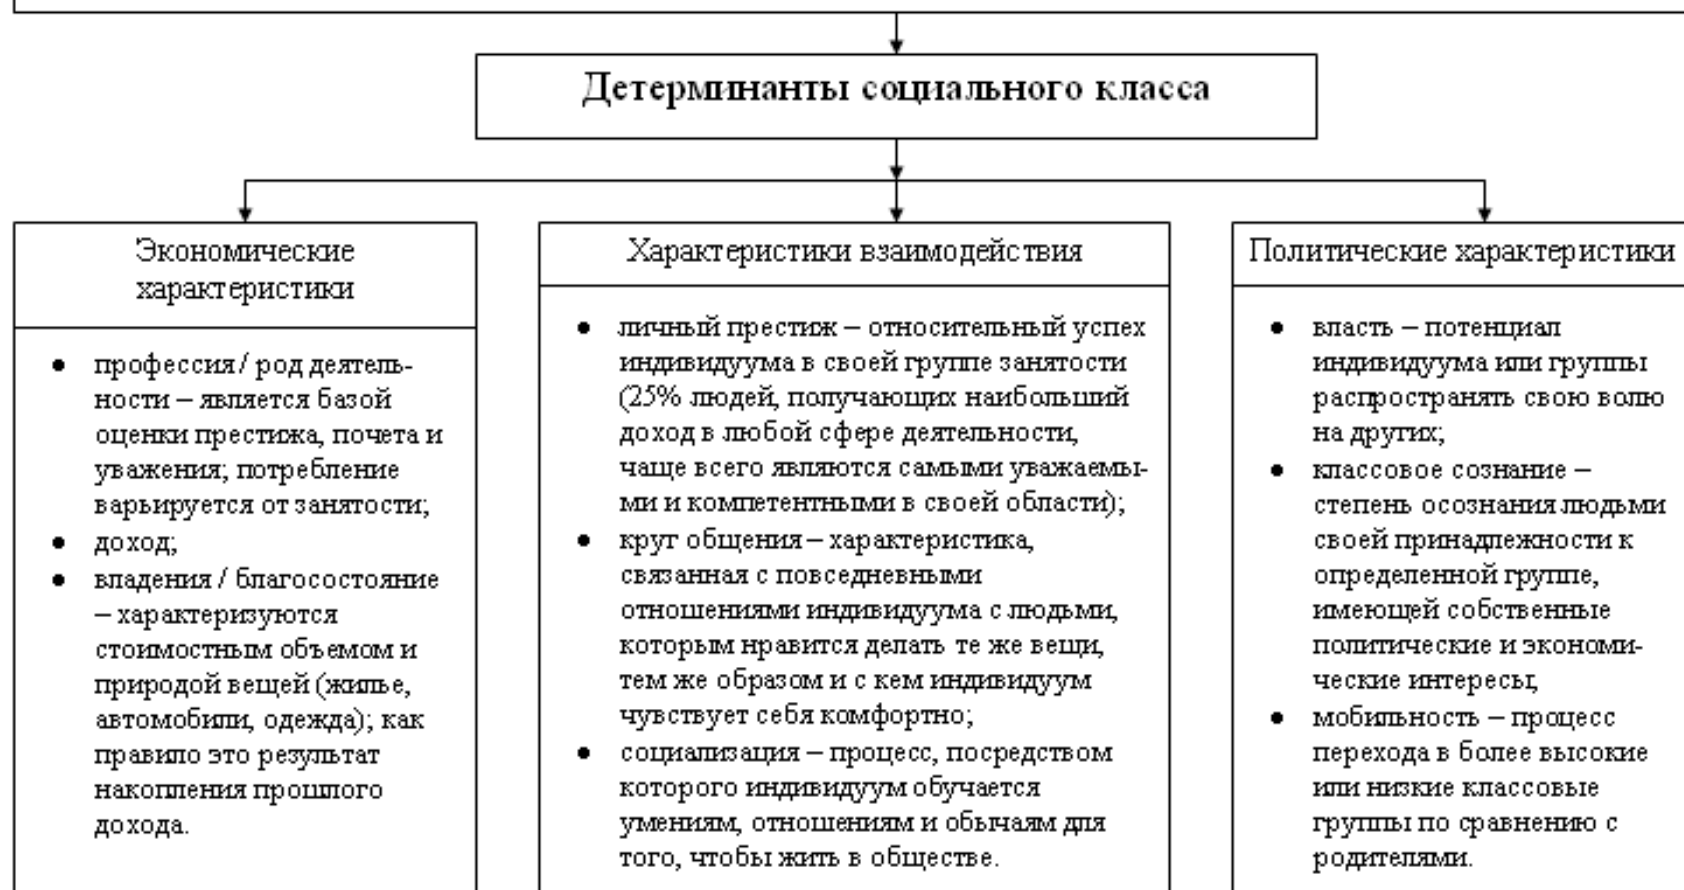 Детерминанты социального класса
Экономические
характеристики
● профессия / род деятель-
ности – является базой
оценки престижа, почета и
уважения; потребление
варьируется от занятости;
● доход;
● владения / благосостояние
– характеризуются
стоимостным объемом и
природой вещей (жилье,
автомобили, одежда); как
правило это результат
накопления прошлого
дохода.
Характеристики взаимодействия
● личный престиж – относительный успех
индивидуума в своей группе занятости
(25% людей, получающих наибольший
доход в любой сфере деятельности,
чаще всего являются самыми уважаемы-
ми и компетентными в своей области);
● круг общения – характеристика,
связанная с повседневными
отношениями индивидуума с людьми,
которым нравится делать те же вещи,
тем же образом и с кем индивидуум
чувствует себя комфортно;
● социализация – процесс, посредством
которого индивидуум обучается
умениям, отношениям и обычаям для
того, чтобы жить в обществе.
Политические характеристики
● власть – потенциал
индивидуума или группы
распространять свою волю
на других;
● классовое сознание –
степень осознания людьми
своей принадлежности к
определенной группе,
имеющей собственные
политические и экономи-
ческие интересы;
● мобильность – процесс
перехода в более высокие
или низкие классовые
группы по сравнению с
родителями.